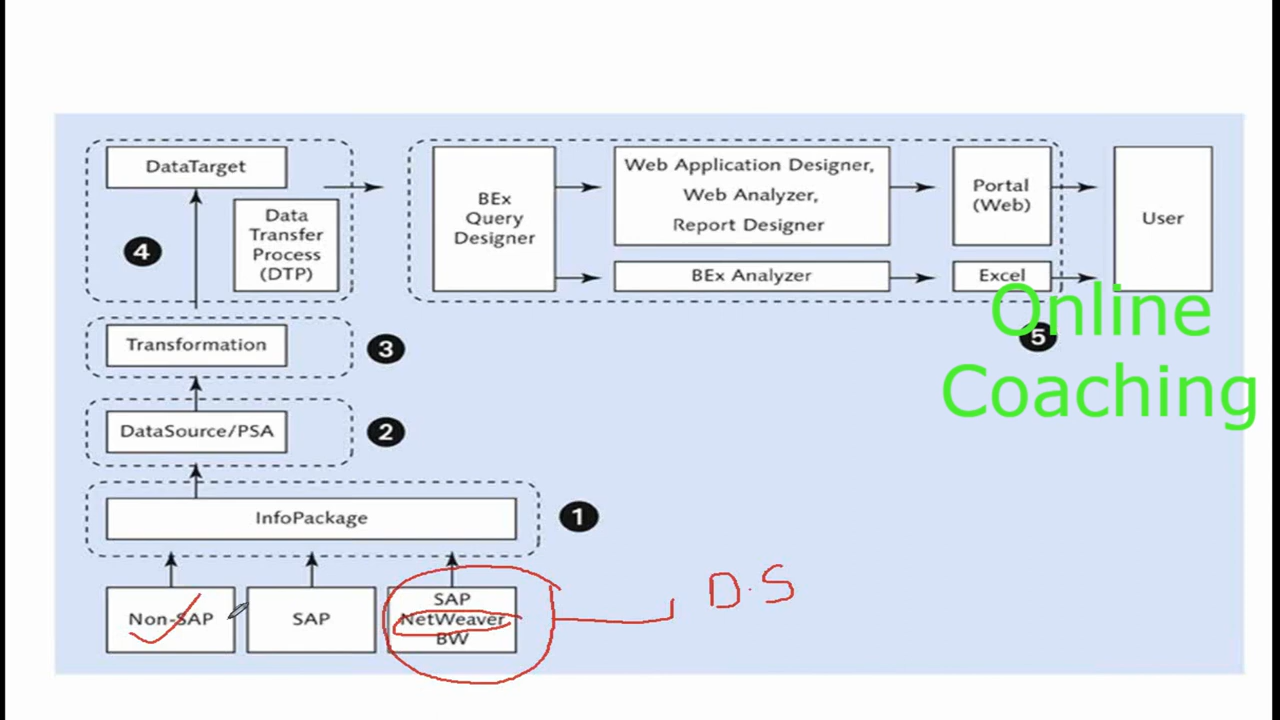 DataTarget
Data
Transfer
Process
(DTP)
4
BEx
Query
Designer
Web Application Designer,
Web Analyzer,
Report Designer
BEx Analyzer
Portal
(Web)
Excel
User
5
Online
Coaching
Transformation
3
DataSource/PSA
2
InfoPackage
1
Non-SAP
SAP
SAP
NetWeaver
BW
D.S